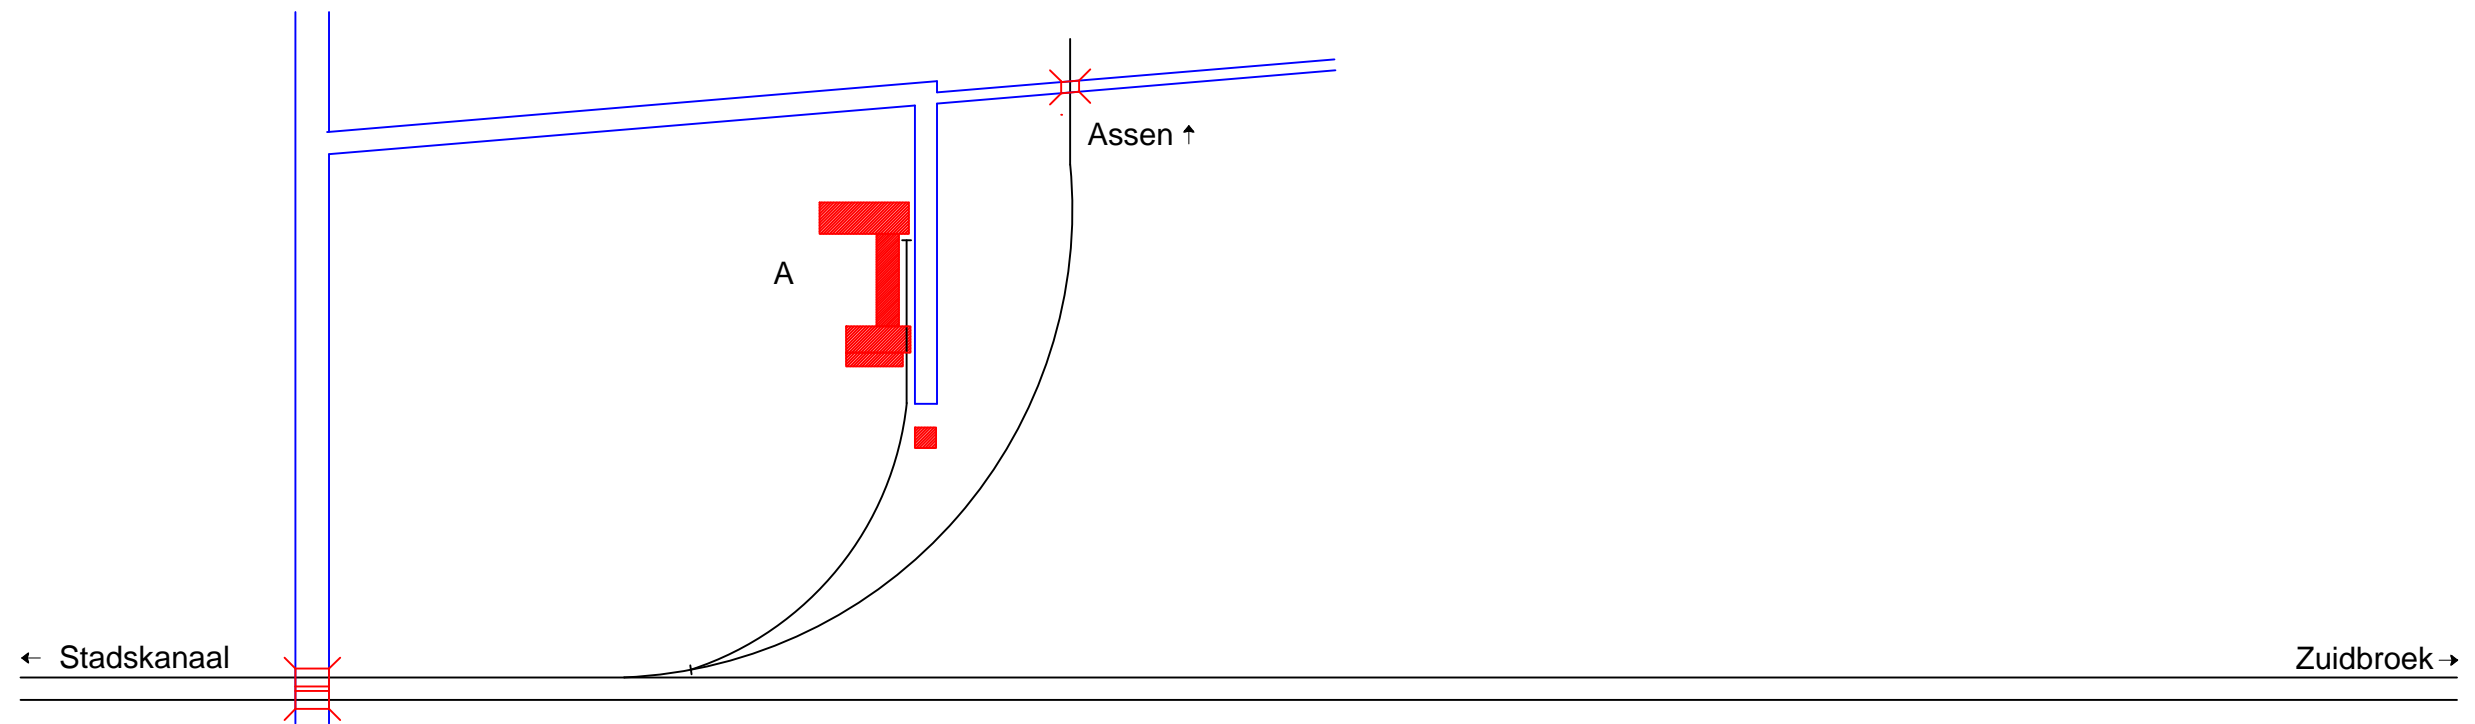 Assen ↑
A
← Stadskanaal
Zuidbroek →